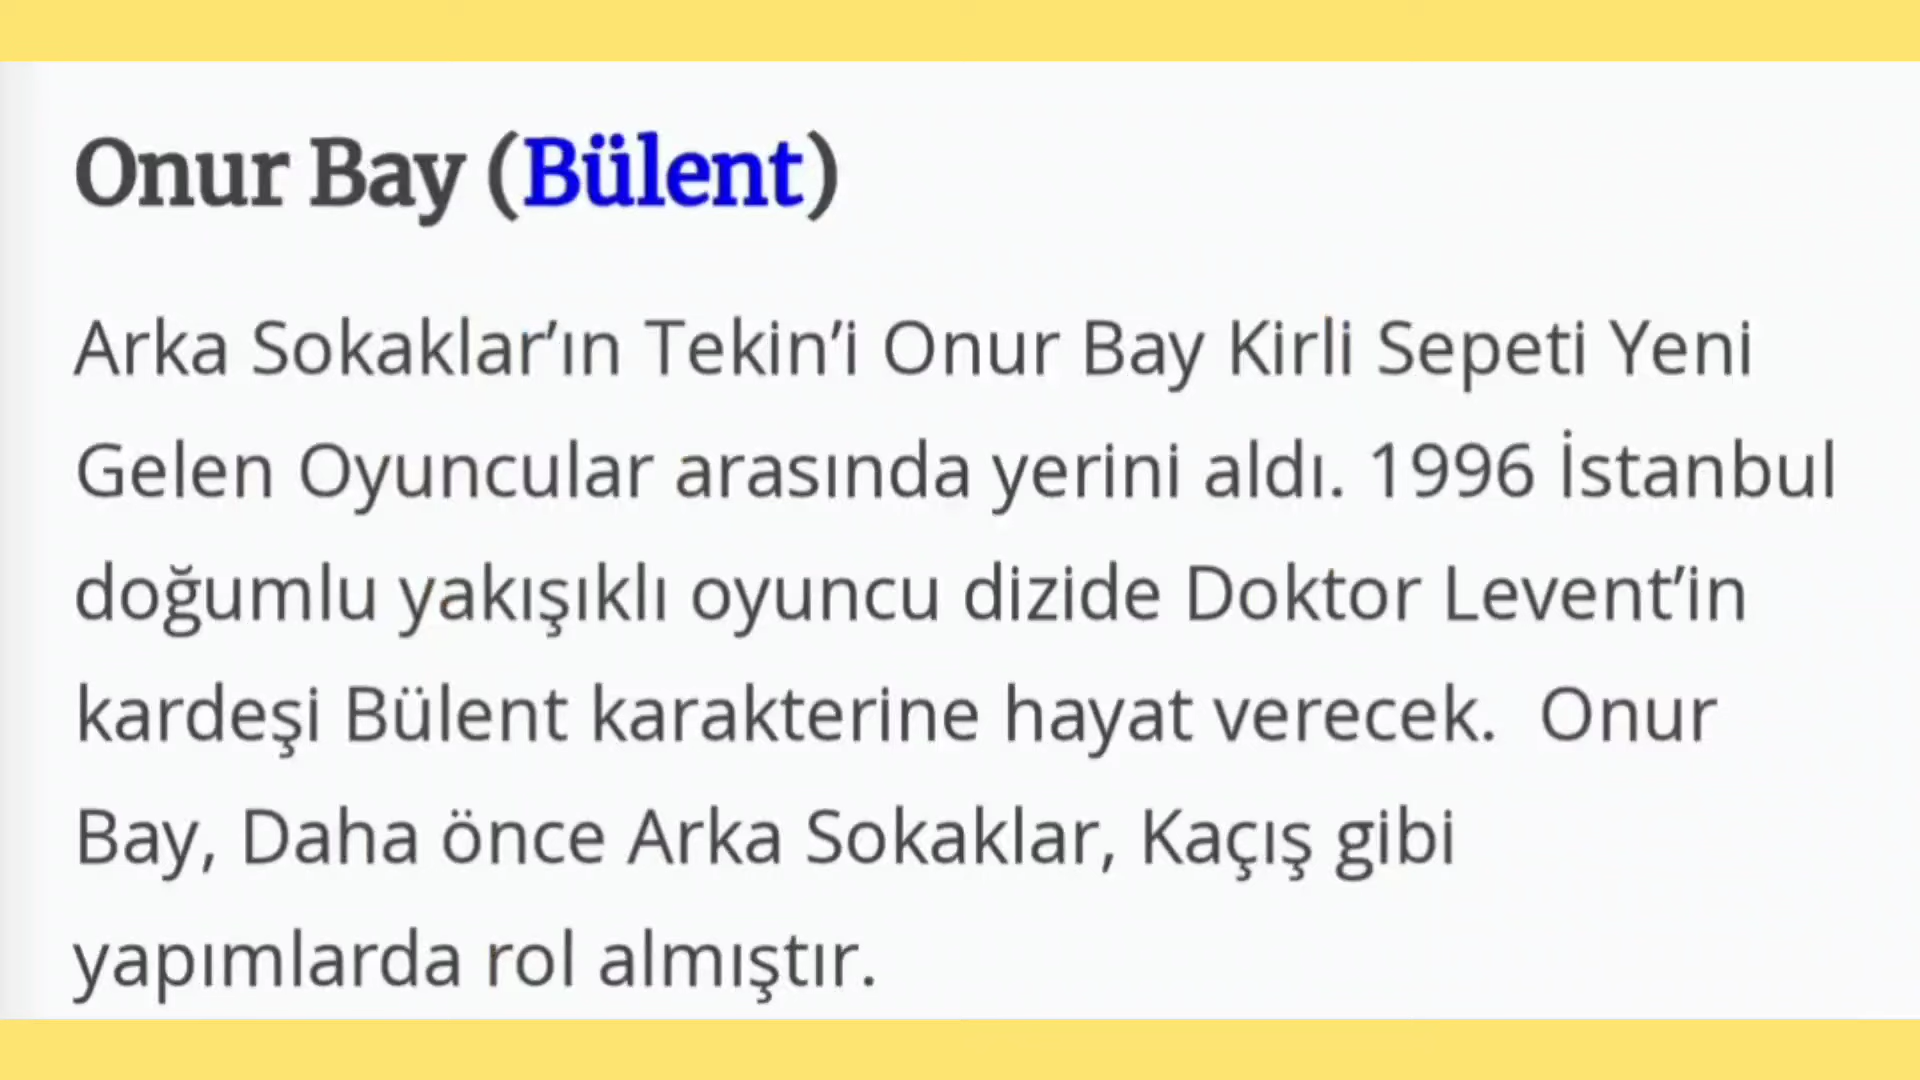 Onur Bay (Bülent)
Arka Sokaklar’ın Tekin’i Onur Bay Kirli Sepeti Yeni
Gelen Oyuncular arasında yerini aldı. 1996 İstanbul
doğumlu yakışıklı oyuncu dizide Doktor Levent’in
kardeşi Bülent karakterine hayat verecek.  Onur
Bay, Daha önce Arka Sokaklar, Kaçış gibi
yapımlarda rol almıştır.